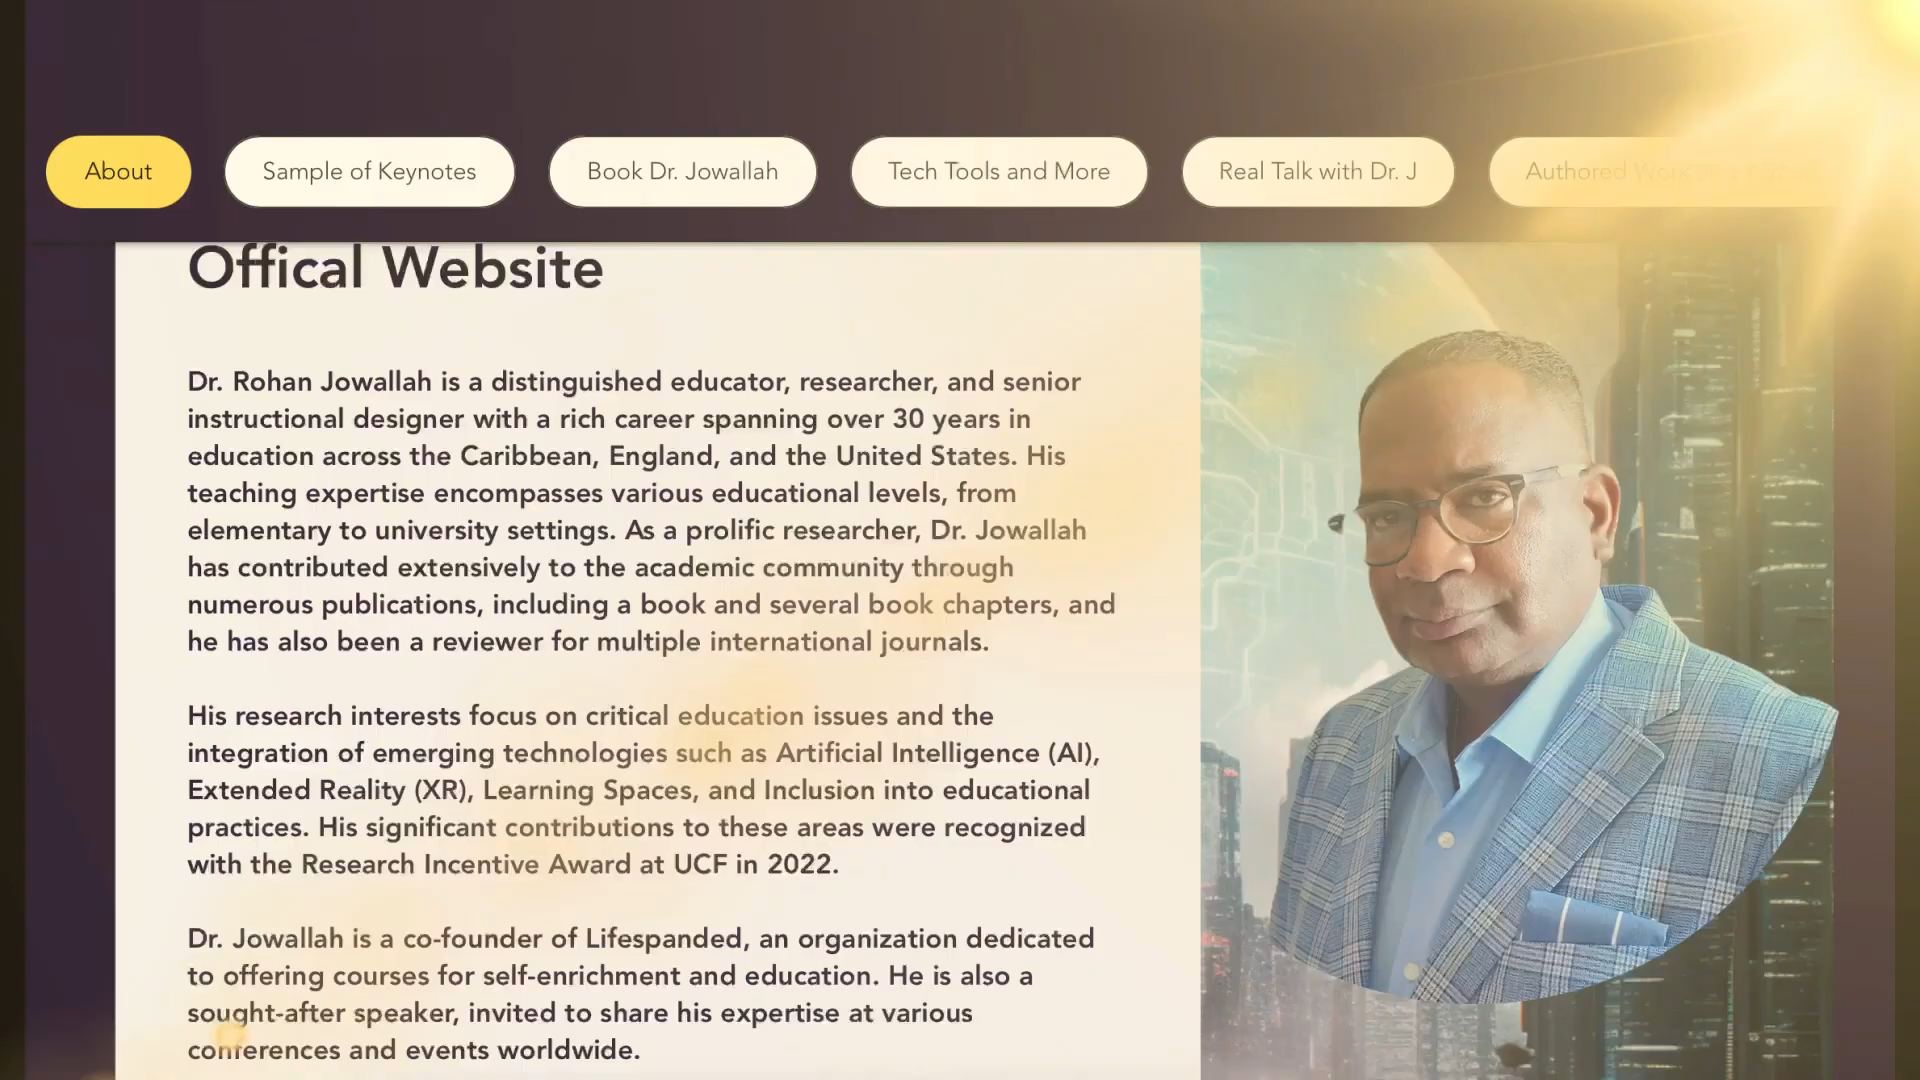 About
Sample of Keynotes
Book Dr. Jowallah
Tech Tools and More
Real Talk with Dr. J
Authored Work
Offical Website
Dr. Rohan Jowallah is a distinguished educator, researcher, and senior
instructional designer with a rich career spanning over 30 years in
education across the Caribbean, England, and the United States. His
teaching expertise encompasses various educational levels, from
elementary to university settings. As a prolific researcher, Dr. Jowallah
has contributed extensively to the academic community through
numerous publications, including a book and several book chapters, and
he has also been a reviewer for multiple international journals.
His research interests focus on critical education issues and the
integration of emerging technologies such as Artificial Intelligence (AI),
Extended Reality (XR), Learning Spaces, and Inclusion into educational
practices. His significant contributions to these areas were recognized
with the Research Incentive Award at UCF in 2022.
Dr. Jowallah is a co-founder of Lifespanded, an organization dedicated
to offering courses for self-enrichment and education. He is also a
sought-after speaker, invited to share his expertise at various
conferences and events worldwide.